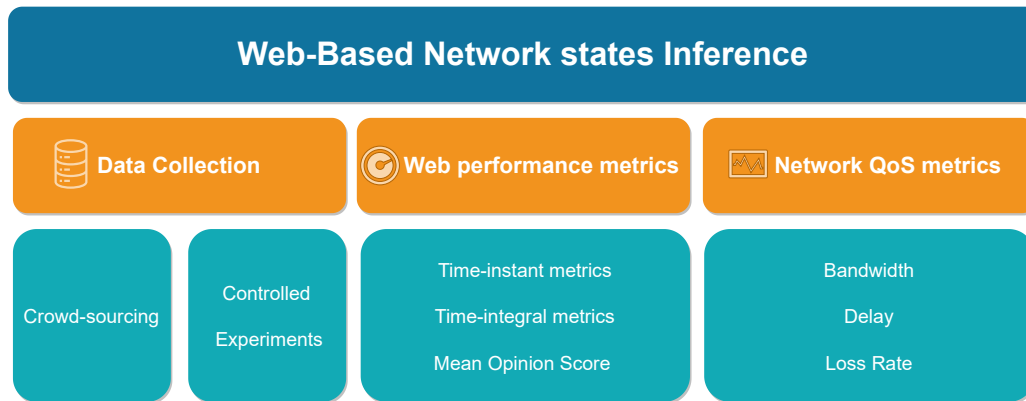 Web-Based Network states Inference
Data Collection
Web performance metrics
Network QoS metrics
Crowd-sourcing
Controlled
Experiments
Time-instant metrics
Time-integral metrics
Mean Opinion Score
Bandwidth
Delay
Loss Rate